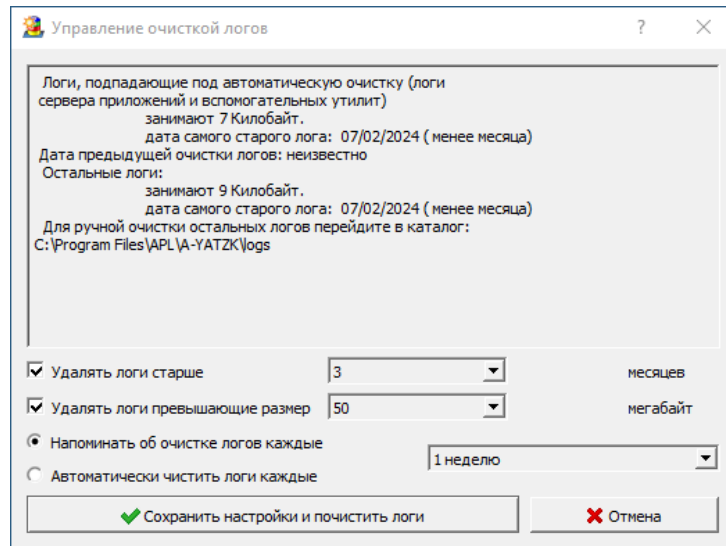 Управление очисткой логов
Логи, подпадающие под автоматическую очистку (логи
сервера приложений и вспомогательных утилит)
занимают 7 Килобайт.
дата самого старого лога: 07/02/2024 ( менее месяца)
Дата предыдущей очистки логов: неизвестно
Остальные логи:
занимают 9 Килобайт.
дата самого старого лога: 07/02/2024 ( менее месяца)
Для ручной очистки остальных логов перейдите в каталог:
C:\Program Files\APL\A-YATZK\logs
Удалять логи старше 3 месяцев
Удалять логи превышающие размер 50 мегабайт
Напоминать об очистке логов каждые
1 неделю
Автоматически чистить логи каждые
Сохранить настройки и почистить логи Отмена